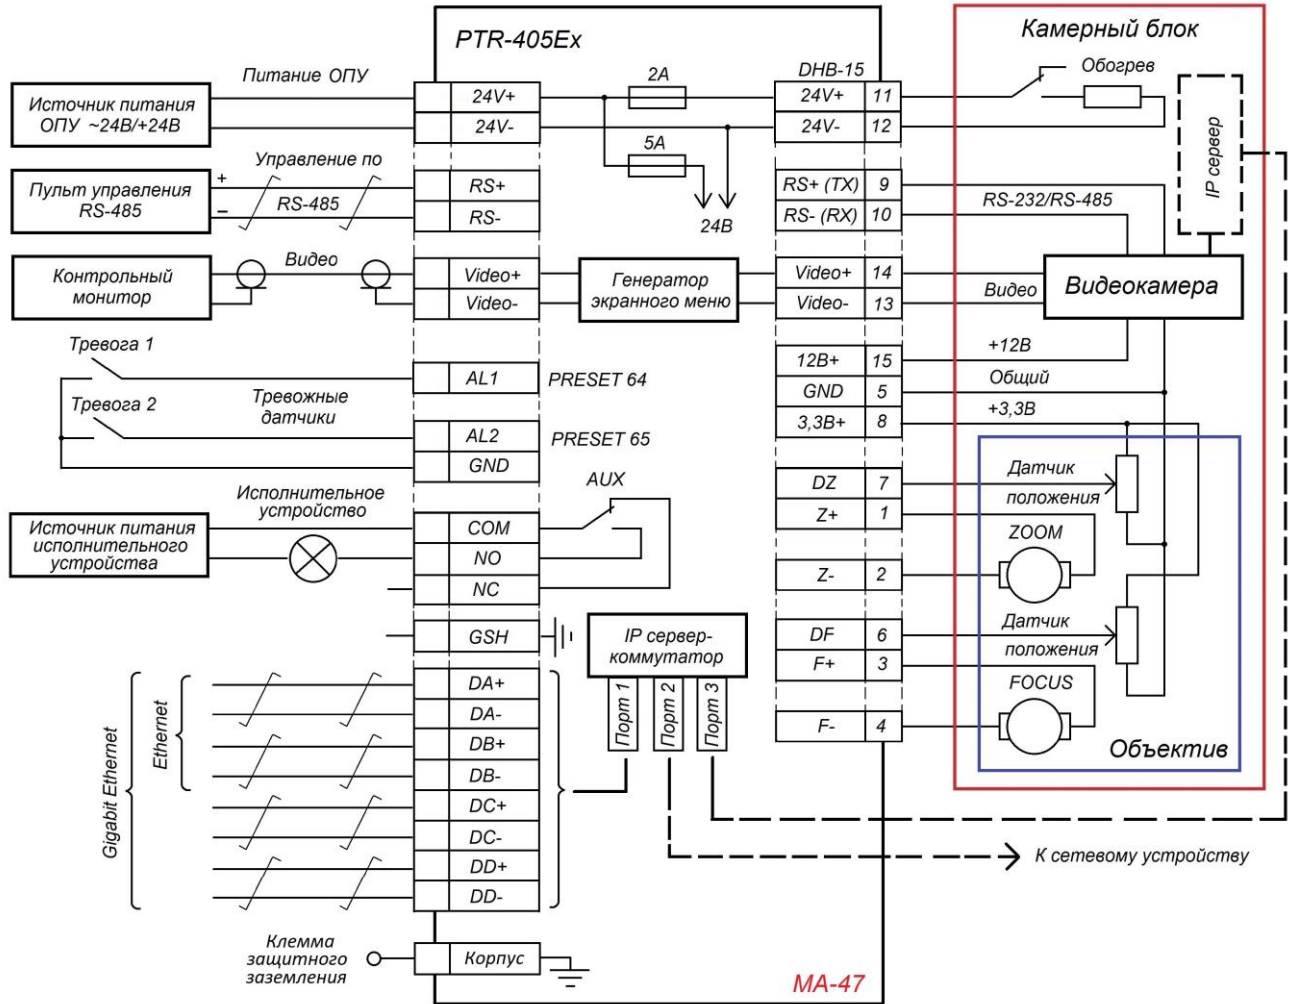 PTR-405Ex
Камерный блок
Питание ОПУ
2А
DHB-15
Обогрев
Источник питания
ОПУ ~24В/+24В
24V+
24V-
24V+ 11
24V- 12
5А
24В
IP сервер
Управление по
RS-485
Пульт управления
RS-485
+
–
RS+
RS-
RS+ (TX) 9
RS- (RX) 10
RS-232/RS-485
Контрольный
монитор
Видео
Video+
Video-
Генератор
экранного меню
Video+ 14
Video- 13
Видео
Видеокамера
Тревога 1
Тревога 2
Тревожные
датчики
AL1
PRESET 64
AL2
GND
PRESET 65
12В+ 15
GND 5
3,3В+ 8
+12В
Общий
+3,3В
DZ 7
Z+ 1
Z- 2
Датчик
положения
ZOOM
DF 6
F+ 3
F- 4
Датчик
положения
FOCUS
Объектив
Источник питания
исполнительного
устройства
Исполнительное
устройство
COM
NO
NC
AUX
GSH
IP сервер-
коммутатор
Порт 1
Порт 2
Порт 3
Gigabit Ethernet
Ethernet
DA+
DA-
DB+
DB-
DC+
DC-
DD+
DD-
К сетевому устройству
Клемма
защитного
заземления
Корпус
МА-47